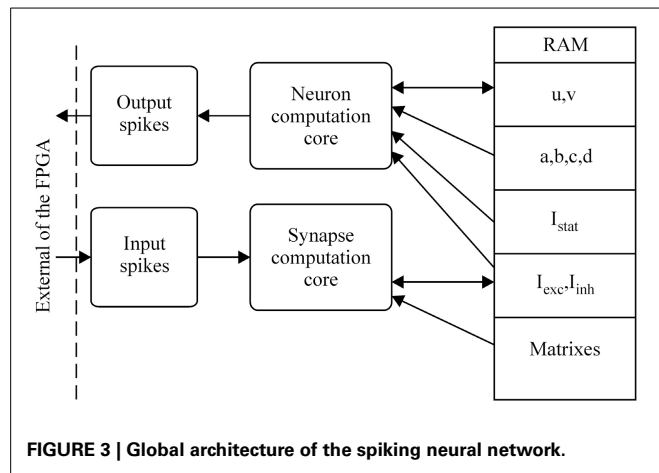 External of the FPGA
Output
spikes
Neuron
computation
core
Input
spikes
Synapse
computation
core
RAM
u,v
a,b,c,d
I_stat
I_exc,I_inh
Matrixes
FIGURE 3 | Global architecture of the spiking neural network.